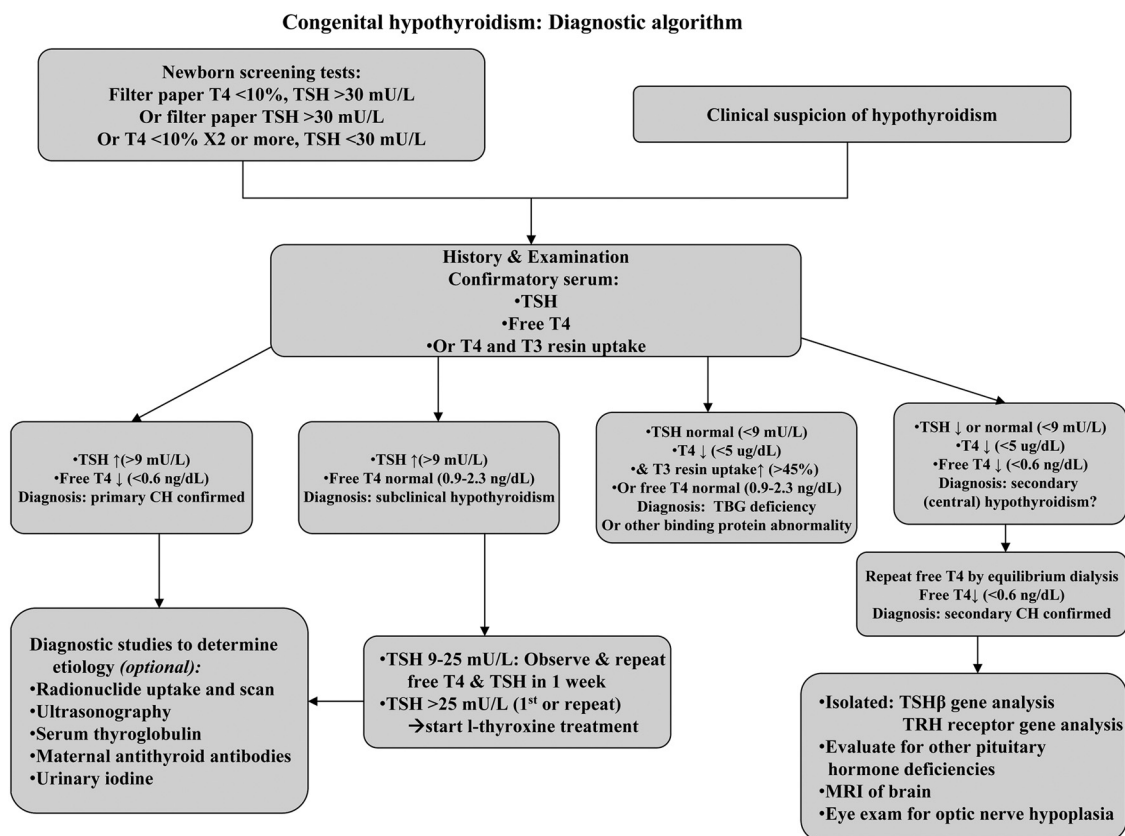 Congenital hypothyroidism: Diagnostic algorithm
Newborn screening tests:
Filter paper T4 <10%, TSH >30 mU/L
Or filter paper TSH >30 mU/L
Or T4 <10% X2 or more, TSH <30 mU/L
Clinical suspicion of hypothyroidism
History & Examination
Confirmatory serum:
•TSH
•Free T4
•Or T4 and T3 resin uptake
•TSH ↑(>9 mU/L)
•Free T4 ↓ (<0.6 ng/dL)
Diagnosis: primary CH confirmed
•TSH ↑(>9 mU/L)
•Free T4 normal (0.9-2.3 ng/dL)
Diagnosis: subclinical hypothyroidism
•TSH normal (<9 mU/L)
•T4 ↓ (<5 ug/dL)
•& T3 resin uptake↑ (>45%)
•Or free T4 normal (0.9-2.3 ng/dL)
Diagnosis:  TBG deficiency
Or other binding protein abnormality
•TSH ↓ or normal (<9 mU/L)
•T4 ↓ (<5 ug/dL)
•Free T4 ↓ (<0.6 ng/dL)
Diagnosis: secondary
(central) hypothyroidism?
Repeat free T4 by equilibrium dialysis
Free T4↓ (<0.6 ng/dL)
Diagnosis: secondary CH confirmed
Diagnostic studies to determine
etiology (optional):
•Radionuclide uptake and scan
•Ultrasonography
•Serum thyroglobulin
•Maternal antithyroid antibodies
•Urinary iodine
•TSH 9-25 mU/L: Observe & repeat
free T4 & TSH in 1 week
•TSH >25 mU/L (1st or repeat)
→start l-thyroxine treatment
•Isolated: TSHβ gene analysis
TRH receptor gene analysis
•Evaluate for other pituitary
hormone deficiencies
•MRI of brain
•Eye exam for optic nerve hypoplasia